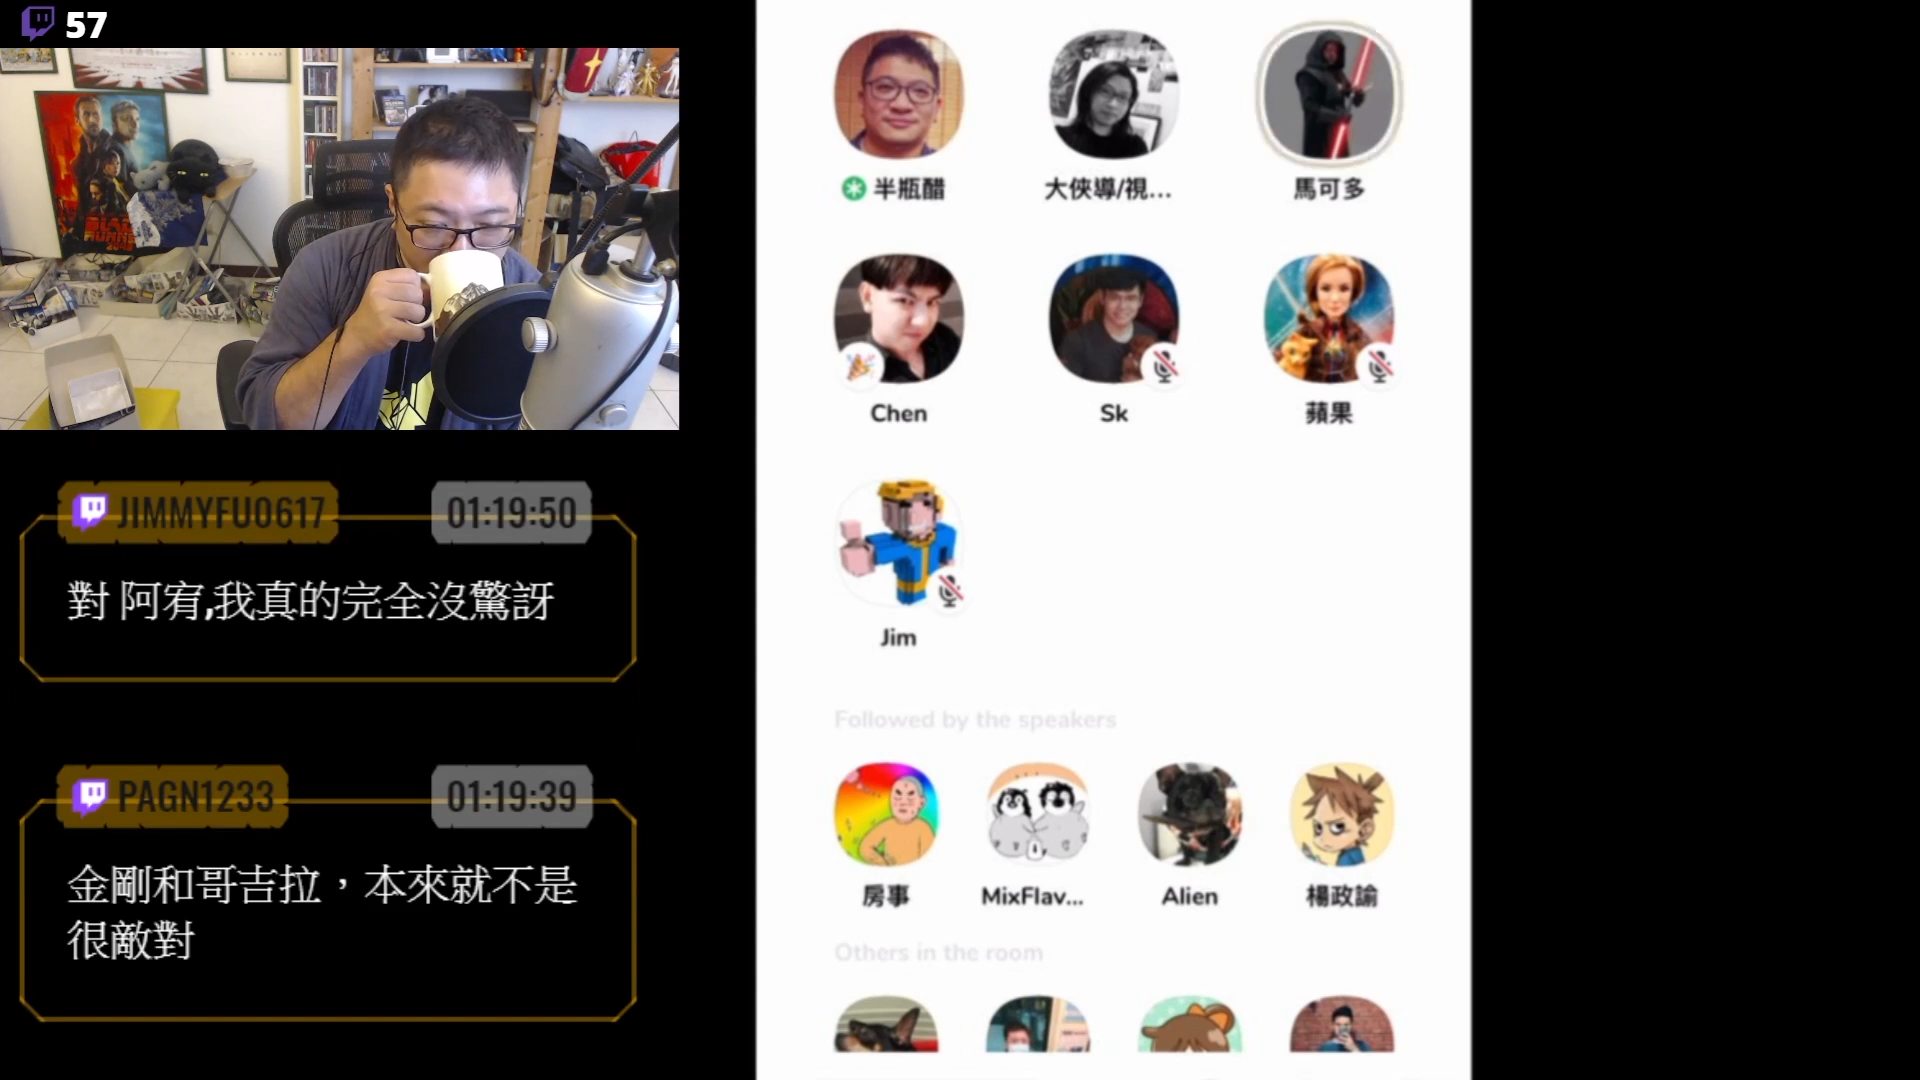 57
半瓶醋
大俠導/視...
馬可多
Chen
Sk
蘋果
Jim
Followed by the speakers
房事
MixFlav...
Alien
楊政諭
Others in the room
JIMMYFU0617
01:19:50
對 阿宥,我真的完全沒驚訝
PAGN1233
01:19:39
金剛和哥吉拉，本來就不是
很敵對